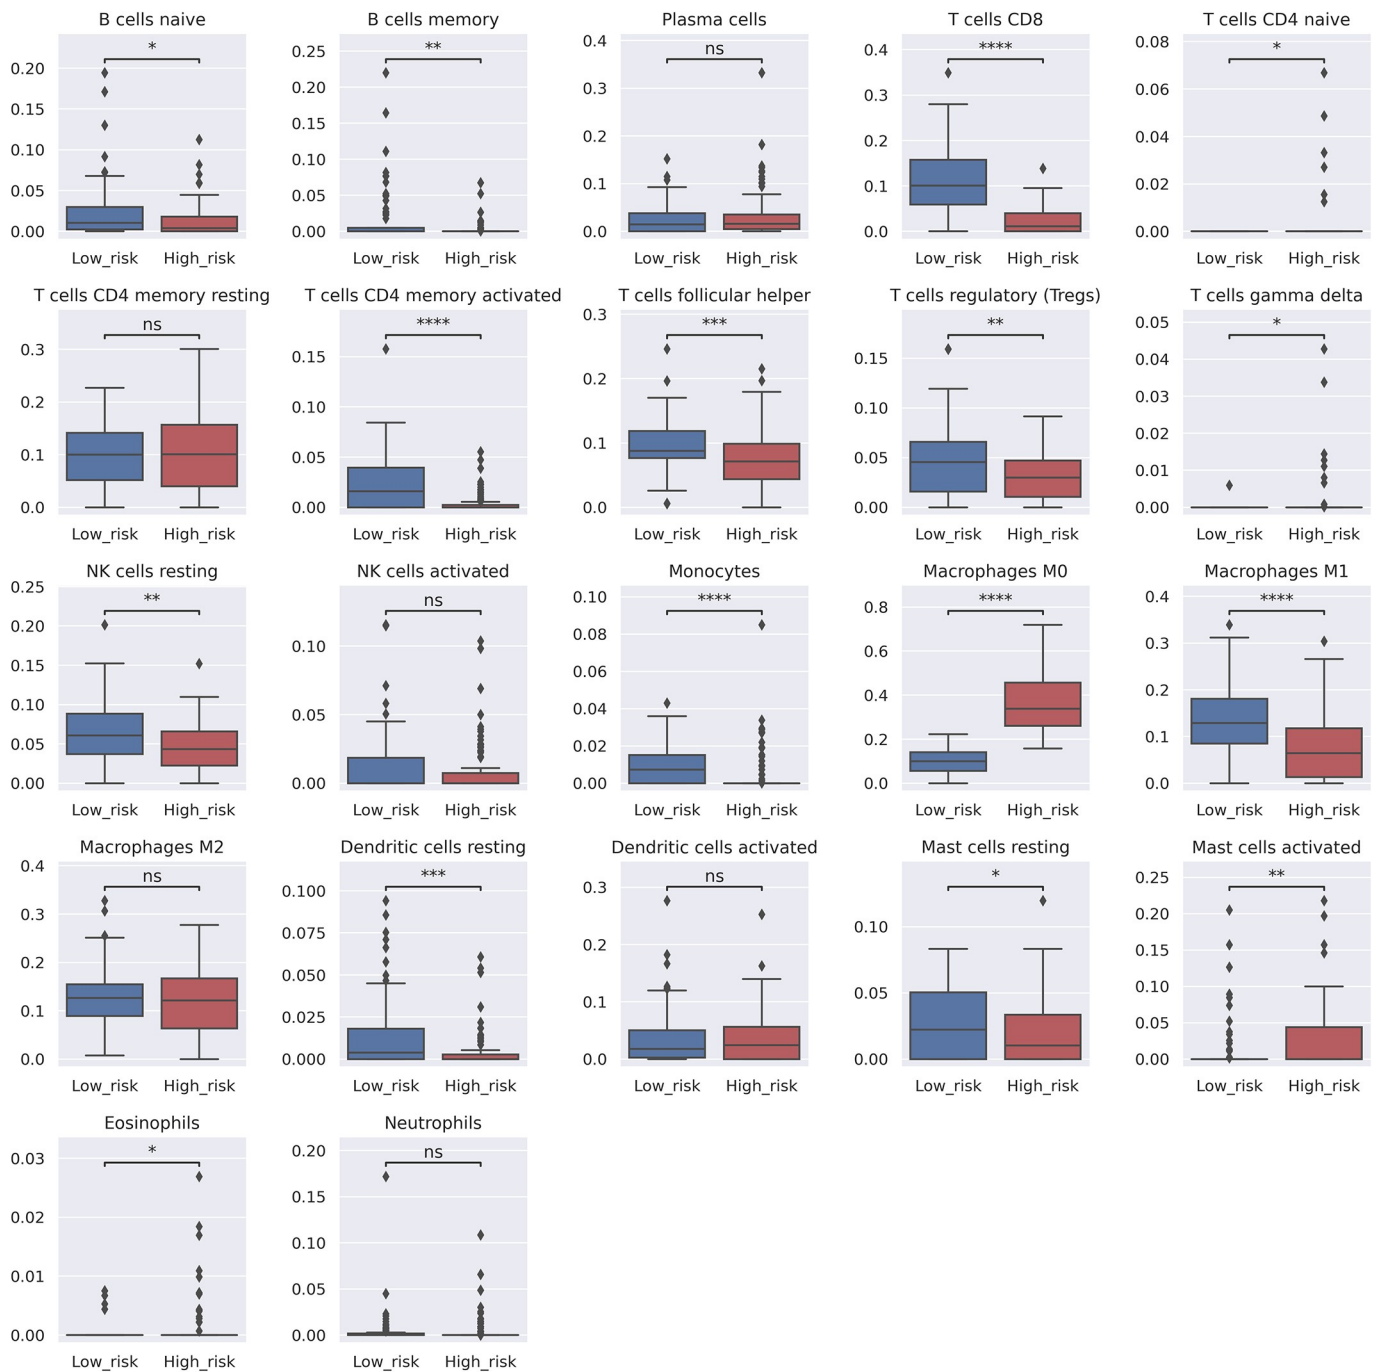 B cells naive
*
0.20
0.15
0.10
0.05
0.00
Low_risk High_risk
B cells memory
**
0.25
0.20
0.15
0.10
0.05
0.00
Low_risk High_risk
Plasma cells
ns
0.4
0.3
0.2
0.1
0.0
Low_risk High_risk
T cells CD8
****
0.4
0.3
0.2
0.1
0.0
Low_risk High_risk
T cells CD4 naive
*
0.08
0.06
0.04
0.02
0.00
Low_risk High_risk
T cells CD4 memory resting
ns
0.3
0.2
0.1
0.0
Low_risk High_risk
T cells CD4 memory activated
****
0.15
0.10
0.05
0.00
Low_risk High_risk
T cells follicular helper
***
0.3
0.2
0.1
0.0
Low_risk High_risk
T cells regulatory (Tregs)
**
0.15
0.10
0.05
0.00
Low_risk High_risk
T cells gamma delta
*
0.05
0.04
0.03
0.02
0.01
0.00
Low_risk High_risk
NK cells resting
**
0.25
0.20
0.15
0.10
0.05
0.00
Low_risk High_risk
NK cells activated
ns
0.10
0.05
0.00
Low_risk High_risk
Monocytes
****
0.10
0.08
0.06
0.04
0.02
0.00
Low_risk High_risk
Macrophages M0
****
0.8
0.6
0.4
0.2
0.0
Low_risk High_risk
Macrophages M1
****
0.4
0.3
0.2
0.1
0.0
Low_risk High_risk
Macrophages M2
ns
0.4
0.3
0.2
0.1
0.0
Low_risk High_risk
Dendritic cells resting
***
0.100
0.075
0.050
0.025
0.000
Low_risk High_risk
Dendritic cells activated
ns
0.3
0.2
0.1
0.0
Low_risk High_risk
Mast cells resting
*
0.10
0.05
0.00
Low_risk High_risk
Mast cells activated
**
0.25
0.20
0.15
0.10
0.05
0.00
Low_risk High_risk
Eosinophils
*
0.03
0.02
0.01
0.00
Low_risk High_risk
Neutrophils
ns
0.20
0.15
0.10
0.05
0.00
Low_risk High_risk